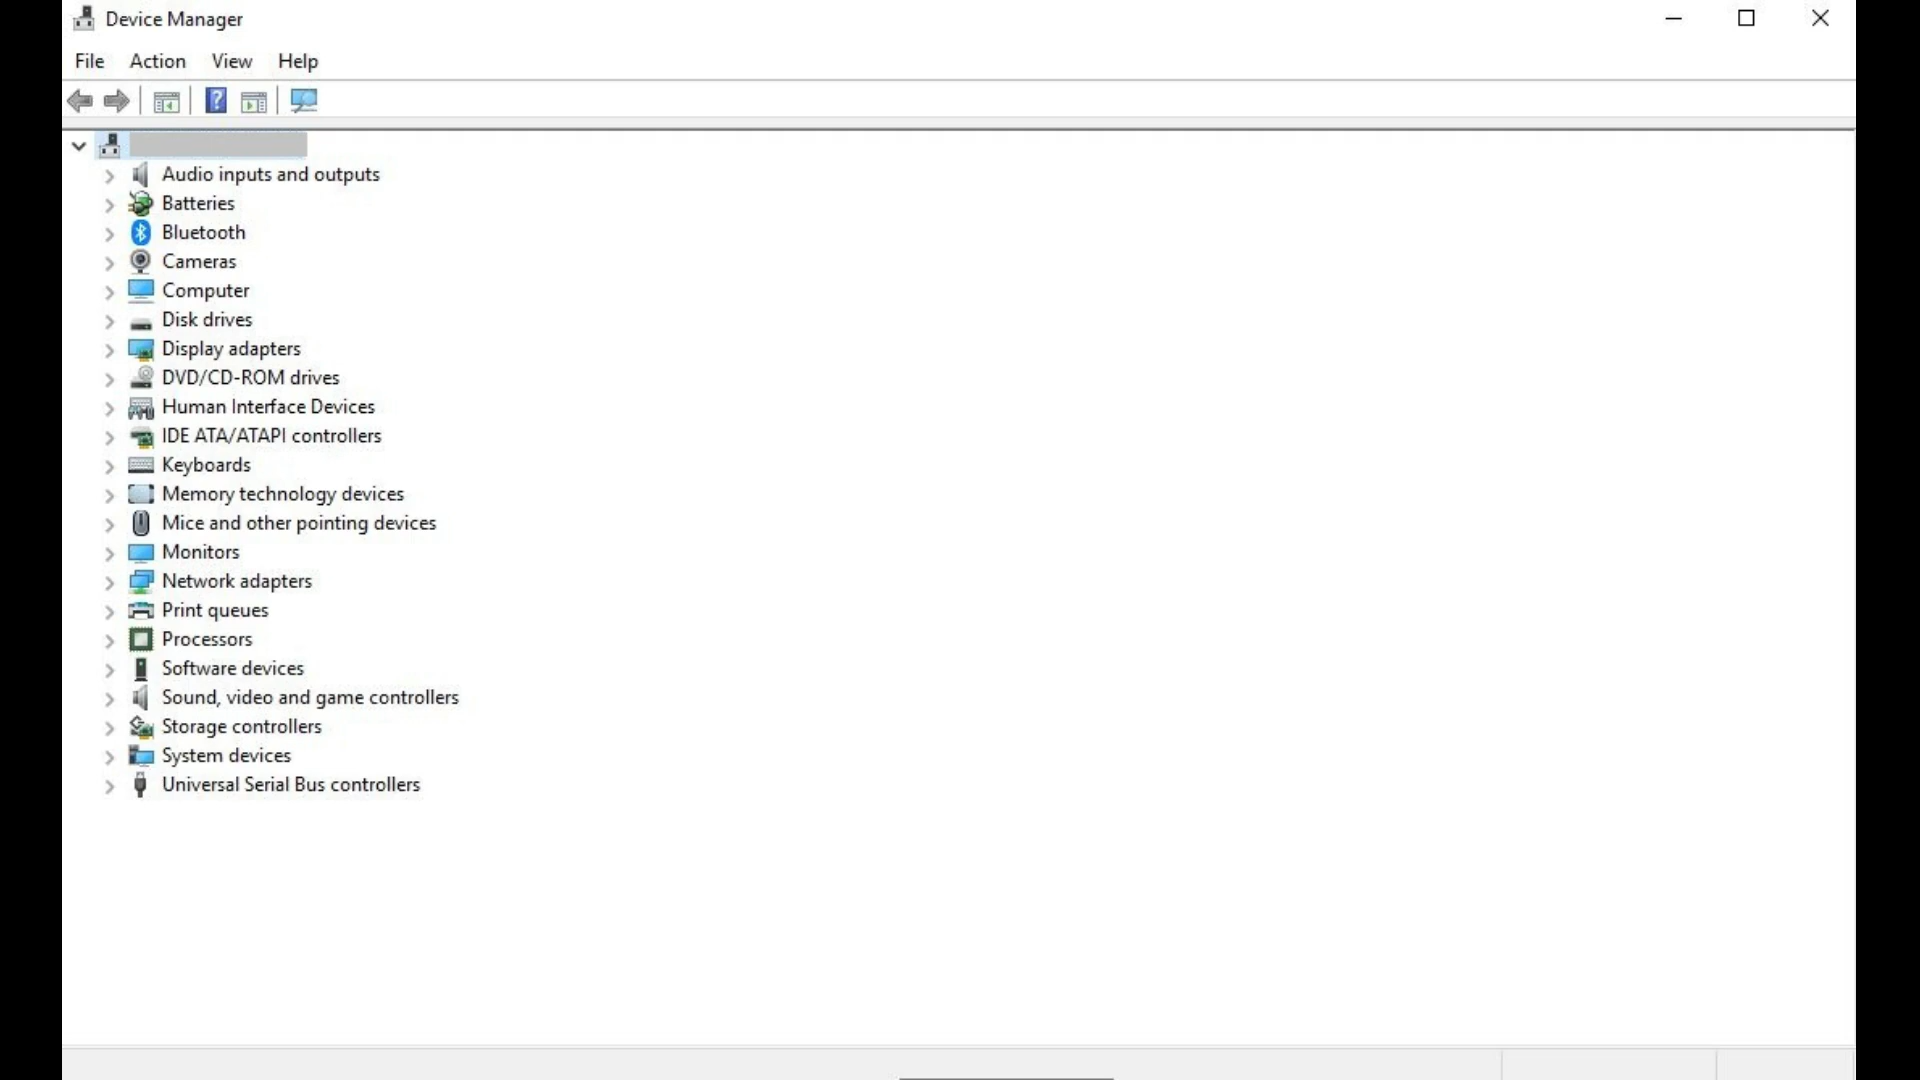 Device Manager
File Action View Help
Audio inputs and outputs
Batteries
Bluetooth
Cameras
Computer
Disk drives
Display adapters
DVD/CD-ROM drives
Human Interface Devices
IDE ATA/ATAPI controllers
Keyboards
Memory technology devices
Mice and other pointing devices
Monitors
Network adapters
Print queues
Processors
Software devices
Sound, video and game controllers
Storage controllers
System devices
Universal Serial Bus controllers